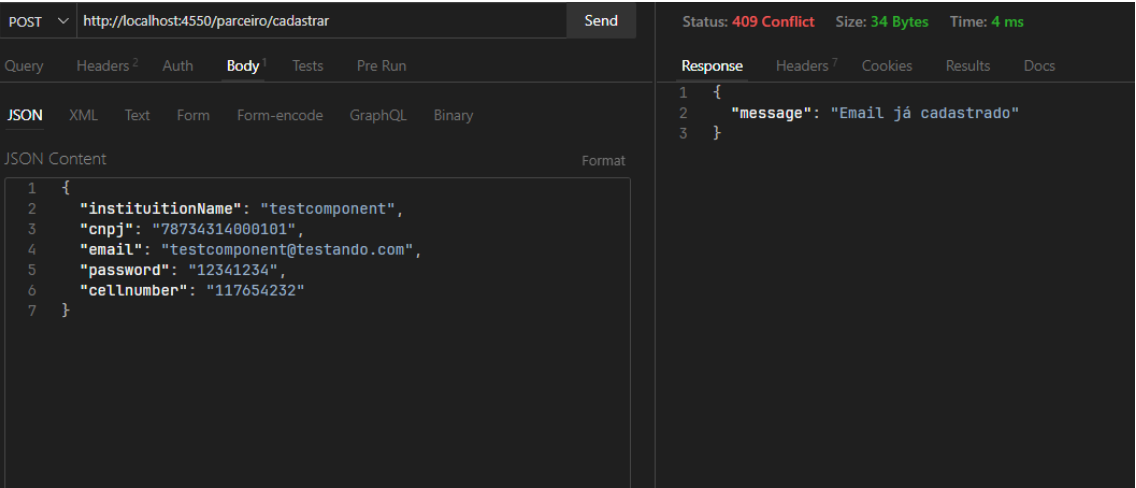 POST http://localhost:4550/parceiro/cadastrar Send
Query Headers 2 Auth Body 1 Tests Pre Run
JSON XML Text Form Form-encode GraphQL Binary
JSON Content Format
1 {
2 "instituitionName": "testcomponent",
3 "cnpj": "78734314000101",
4 "email": "testcomponent@testando.com",
5 "password": "12341234",
6 "cellnumber": "117654232"
7 }
Status: 409 Conflict Size: 34 Bytes Time: 4 ms
Response Headers 7 Cookies Results Docs
1 {
2 "message": "Email já cadastrado"
3 }